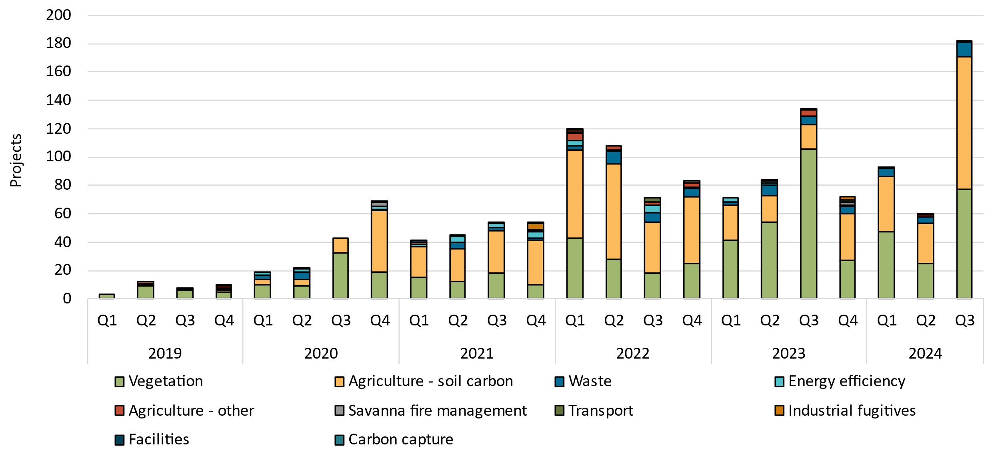 200
180
160
140
120
100
80
60
40
20
0
Projects
Q1 Q2 Q3 Q4 Q1 Q2 Q3 Q4 Q1 Q2 Q3 Q4 Q1 Q2 Q3 Q4 Q1 Q2 Q3 Q4 Q1 Q2 Q3
2019 2020 2021 2022 2023 2024
Vegetation Agriculture - soil carbon Waste Energy efficiency
Agriculture - other Savanna fire management Transport Industrial fugitives
Facilities Carbon capture